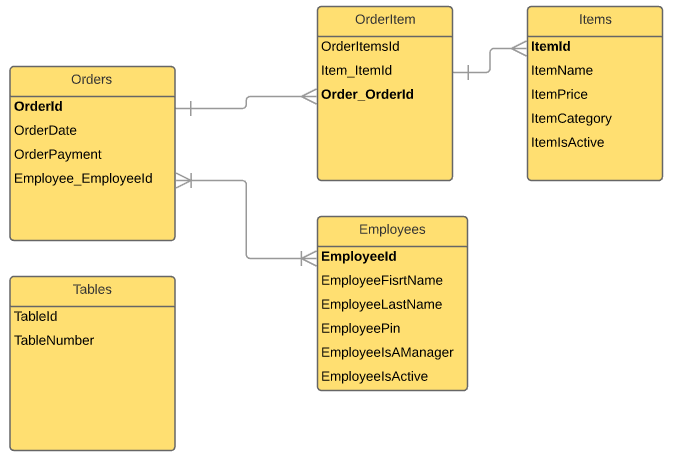 Orders
OrderId
OrderDate
OrderPayment
Employee_EmployeeId
OrderItem
OrderItemsId
Item_ItemId
Order_OrderId
Items
ItemId
ItemName
ItemPrice
ItemCategory
ItemIsActive
Tables
TableId
TableNumber
Employees
EmployeeId
EmployeeFisrtName
EmployeeLastName
EmployeePin
EmployeeIsAManager
EmployeeIsActive